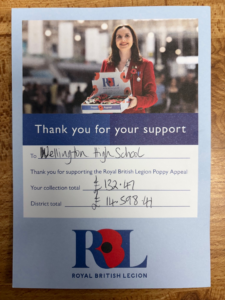 Thank you for your support
To Wellington High School
Thank you for supporting the Royal British Legion Poppy Appeal
Your collection total £132.47
District total £14598.41
RBL
ROYAL BRITISH LEGION